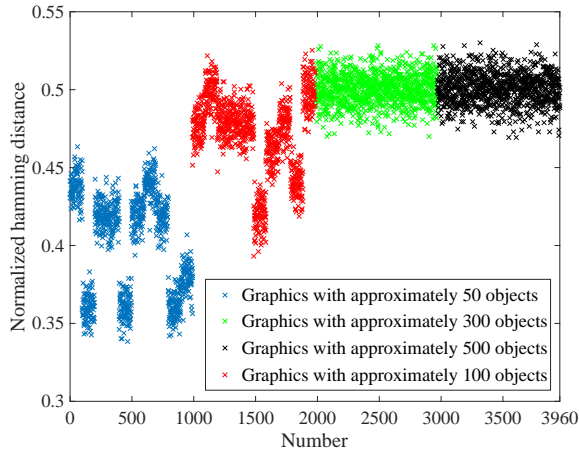 0.55
0.5
0.45
0.4
0.35
0.3
Normalized hamming distance
Graphics with approximately 50 objects
Graphics with approximately 300 objects
Graphics with approximately 500 objects
Graphics with approximately 100 objects
0 500 1000 1500 2000 2500 3000 3500 3960
Number